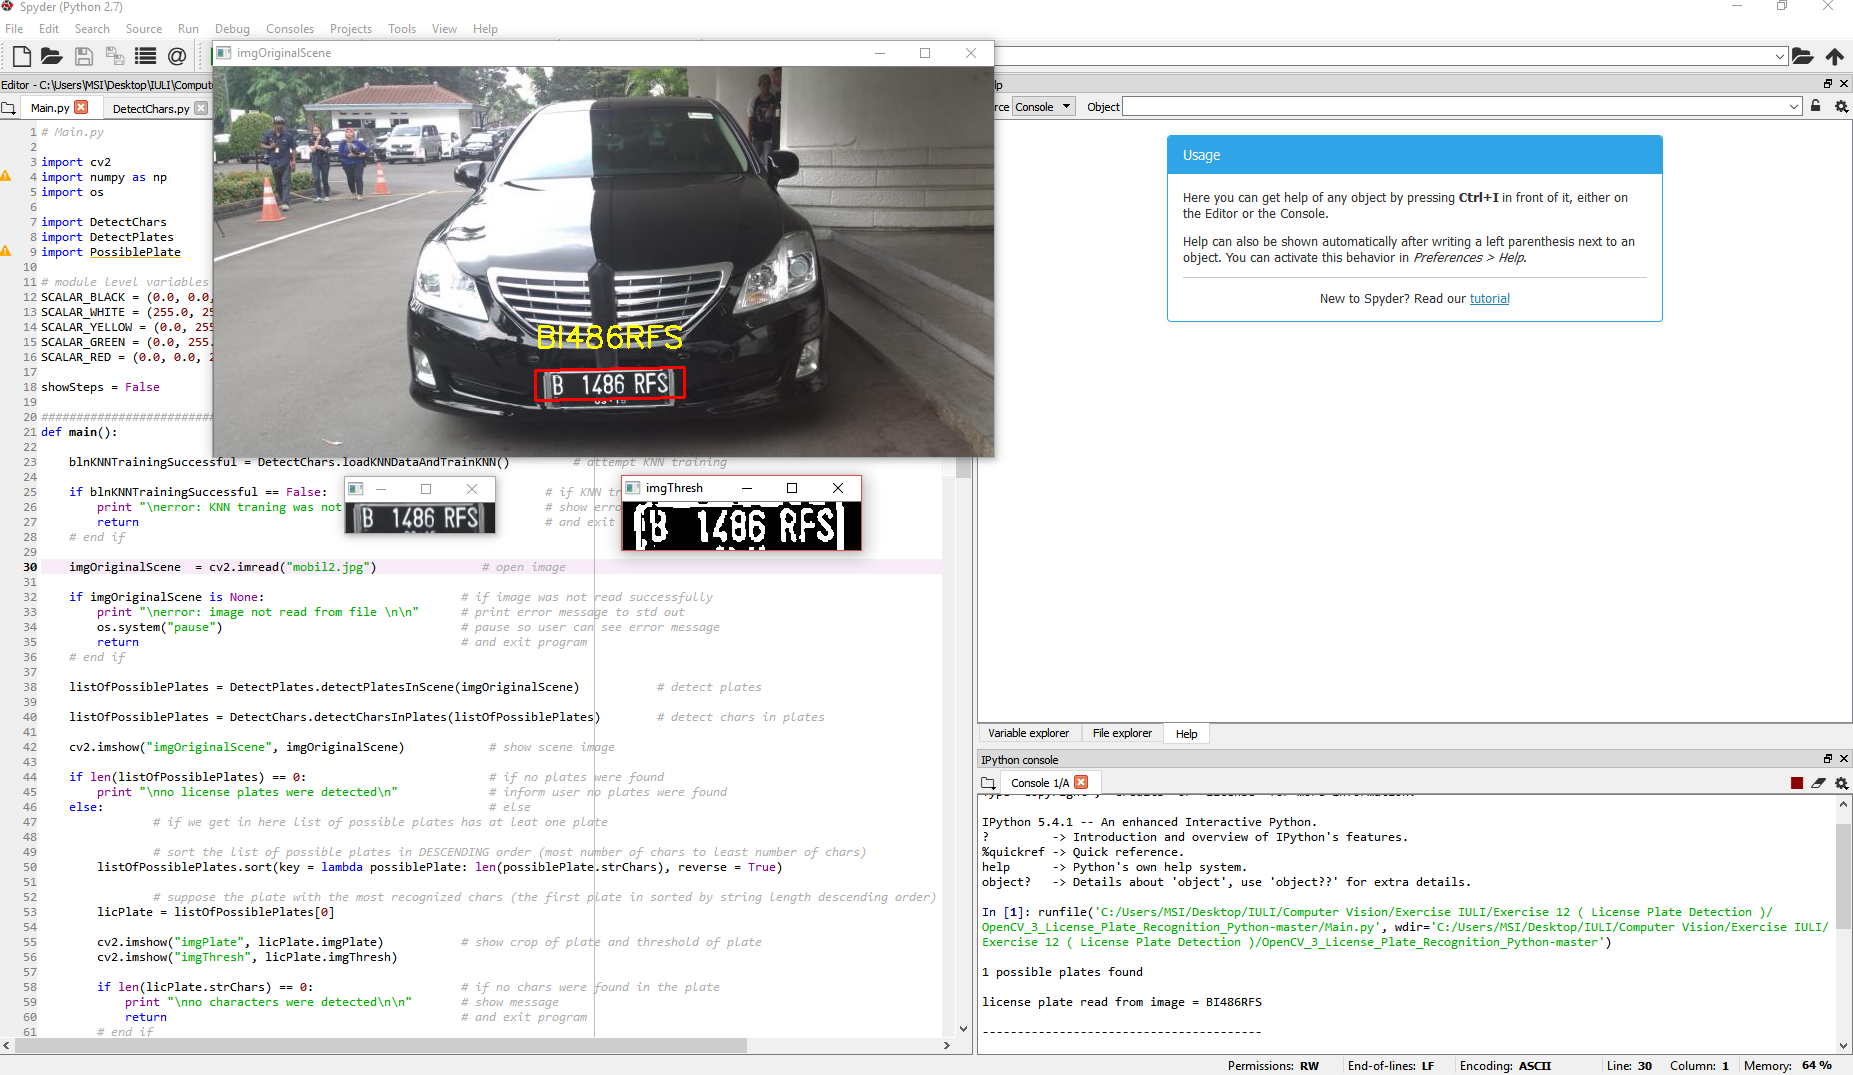 Spyder (Python 2.7)
File Edit Search Source Run Debug Consoles Projects Tools View Help
imgOriginalScene
Editor - C:\Users\MSI\Desktop\IULI\Comput
Main.py DetectChars.py
Console Object
1 # Main.py
2
3 import cv2
4 import numpy as np
5 import os
6
7 import DetectChars
8 import DetectPlates
9 import PossiblePlate
10
11 # module level variables
12 SCALAR_BLACK = (0.0, 0.0,
13 SCALAR_WHITE = (255.0, 25
14 SCALAR_YELLOW = (0.0, 255
15 SCALAR_GREEN = (0.0, 255.
16 SCALAR_RED = (0.0, 0.0, 2
17
18 showSteps = False
19
20 #########################
21 def main():
22
23 blnKNNTrainingSuccessful = DetectChars.loadKNNDataAndTrainKNN() # attempt KNN training
24
25 if blnKNNTrainingSuccessful == False: # if KNN tr
26 print "\nerror: KNN traning was not # show erro
27 return # and exit
28 # end if
29
30 imgOriginalScene = cv2.imread("mobil2.jpg") # open image
31
32 if imgOriginalScene is None: # if image was not read successfully
33 print "\nerror: image not read from file \n\n" # print error message to std out
34 os.system("pause") # pause so user can see error message
35 return # and exit program
36 # end if
37
38 listOfPossiblePlates = DetectPlates.detectPlatesInScene(imgOriginalScene) # detect plates
39
40 listOfPossiblePlates = DetectChars.detectCharsInPlates(listOfPossiblePlates) # detect chars in plates
41
42 cv2.imshow("imgOriginalScene", imgOriginalScene) # show scene image
43
44 if len(listOfPossiblePlates) == 0: # if no plates were found
45 print "\nno license plates were detected\n" # inform user no plates were found
46 else: # else
47 # if we get in here list of possible plates has at leat one plate
48
49 # sort the list of possible plates in DESCENDING order (most number of chars to least number of chars)
50 listOfPossiblePlates.sort(key = lambda possiblePlate: len(possiblePlate.strChars), reverse = True)
51
52 # suppose the plate with the most recognized chars (the first plate in sorted by string length descending order)
53 licPlate = listOfPossiblePlates[0]
54
55 cv2.imshow("imgPlate", licPlate.imgPlate) # show crop of plate and threshold of plate
56 cv2.imshow("imgThresh", licPlate.imgThresh)
57
58 if len(licPlate.strChars) == 0: # if no chars were found in the plate
59 print "\nno characters were detected\n\n" # show message
60 return # and exit program
61 # end if
BI486RFS
B 1486 RFS
B 1486 RFS
imgThresh
B 1486 RFS
Usage
Here you can get help of any object by pressing Ctrl+I in front of it, either on
the Editor or the Console.
Help can also be shown automatically after writing a left parenthesis next to an
object. You can activate this behavior in Preferences > Help.
New to Spyder? Read our tutorial
Variable explorer File explorer Help
IPython console
Console 1/A
IPython 5.4.1 -- An enhanced Interactive Python.
? -> Introduction and overview of IPython's features.
%quickref -> Quick reference.
help -> Python's own help system.
object? -> Details about 'object', use 'object??' for extra details.
In [1]: runfile('C:/Users/MSI/Desktop/IULI/Computer Vision/Exercise IULI/Exercise 12 ( License Plate Detection )/
OpenCV_3_License_Plate_Recognition_Python-master/Main.py', wdir='C:/Users/MSI/Desktop/IULI/Computer Vision/Exercise IULI/
Exercise 12 ( License Plate Detection )/OpenCV_3_License_Plate_Recognition_Python-master')
1 possible plates found
license plate read from image = BI486RFS
----------------------------------------
Permissions: RW End-of-lines: LF Encoding: ASCII Line: 30 Column: 1 Memory: 64 %